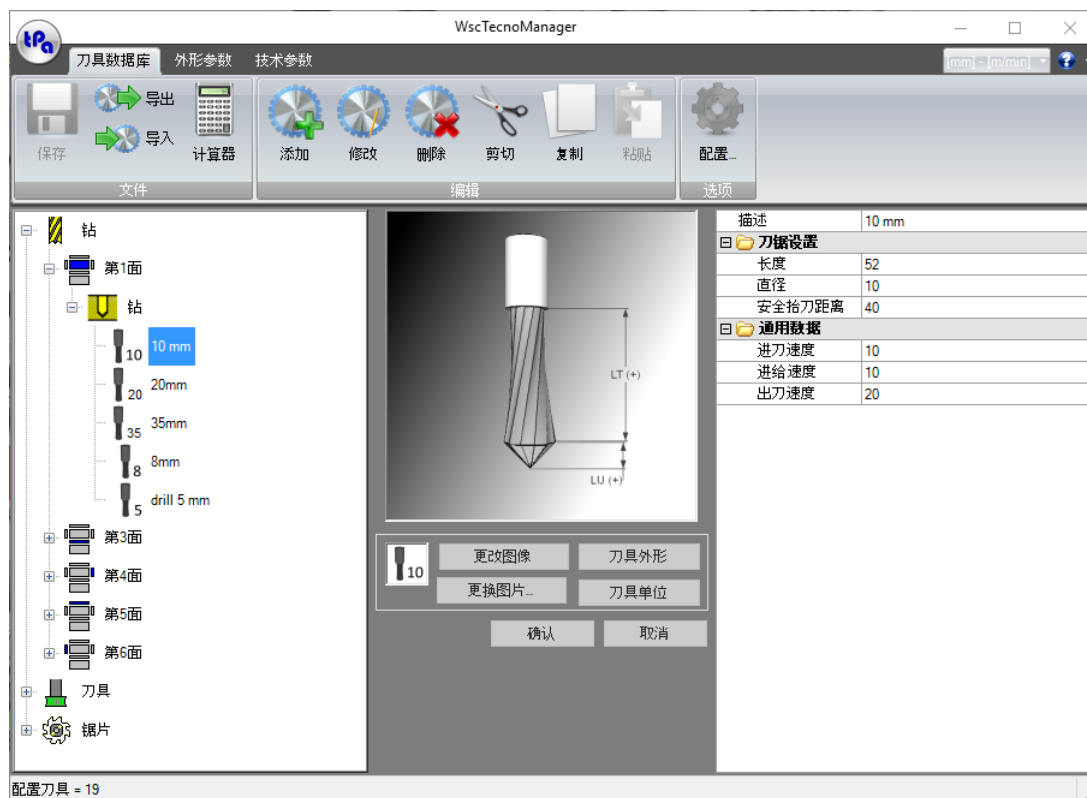 WscTecnoManager
tPa
刀具数据库 外形参数 技术参数 [mm] - [m/min]
保存 导出 导入 计算器 添加 修改 删除 剪切 复制 粘贴 配置...
文件 编辑 选项
钻
第1面
钻
10 10 mm
20 20mm
35 35mm
8 8mm
5 drill 5 mm
第3面
第4面
第5面
第6面
刀具
锯片
LT (+)
LU (+)
10
更改图像 刀具外形
更换图片... 刀具单位
确认 取消
描述 10 mm
刀锯设置
长度 52
直径 10
安全抬刀距离 40
通用数据
进刀速度 10
进给速度 10
出刀速度 20
配置刀具 = 19